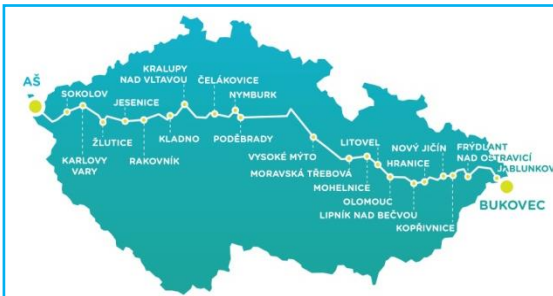 AŠ
SOKOLOV
KARLOVY
VARY
ŽLUTICE
JESENICE
RAKOVNÍK
KLADNO
KRALUPY
NAD VLTAVOU
ČELÁKOVICE
NYMBURK
PODĚBRADY
VYSOKÉ MÝTO
MORAVSKÁ TŘEBOVÁ
MOHELNICE
LITOVEL
OLOMOUC
LIPNÍK NAD BEČVOU
HRANICE
NOVÝ JIČÍN
KOPŘIVNICE
FRÝDLANT
NAD OSTRAVICÍ
JABLUNKOV
BUKOVEC